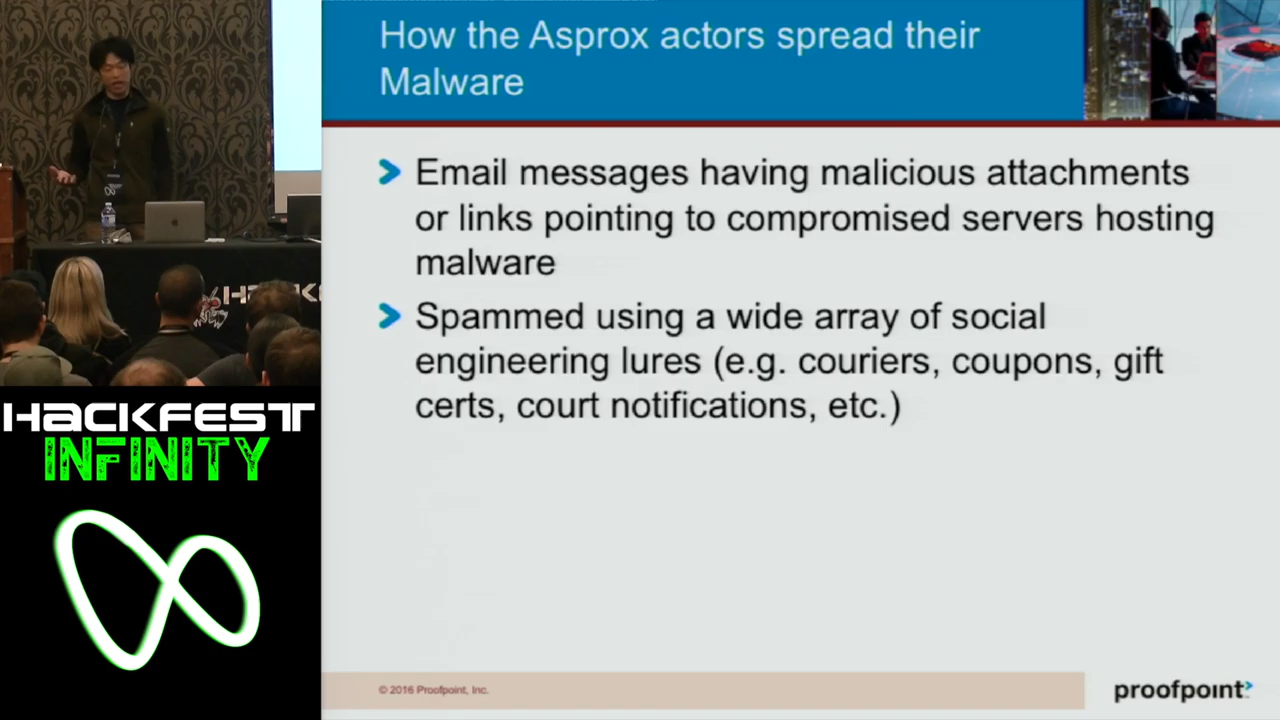 How the Asprox actors spread their
Malware
Email messages having malicious attachments
or links pointing to compromised servers hosting
malware
Spammed using a wide array of social
engineering lures (e.g. couriers, coupons, gift
certs, court notifications, etc.)
© 2016 Proofpoint, Inc.
proofpoint
HACKFEST
INFINITY